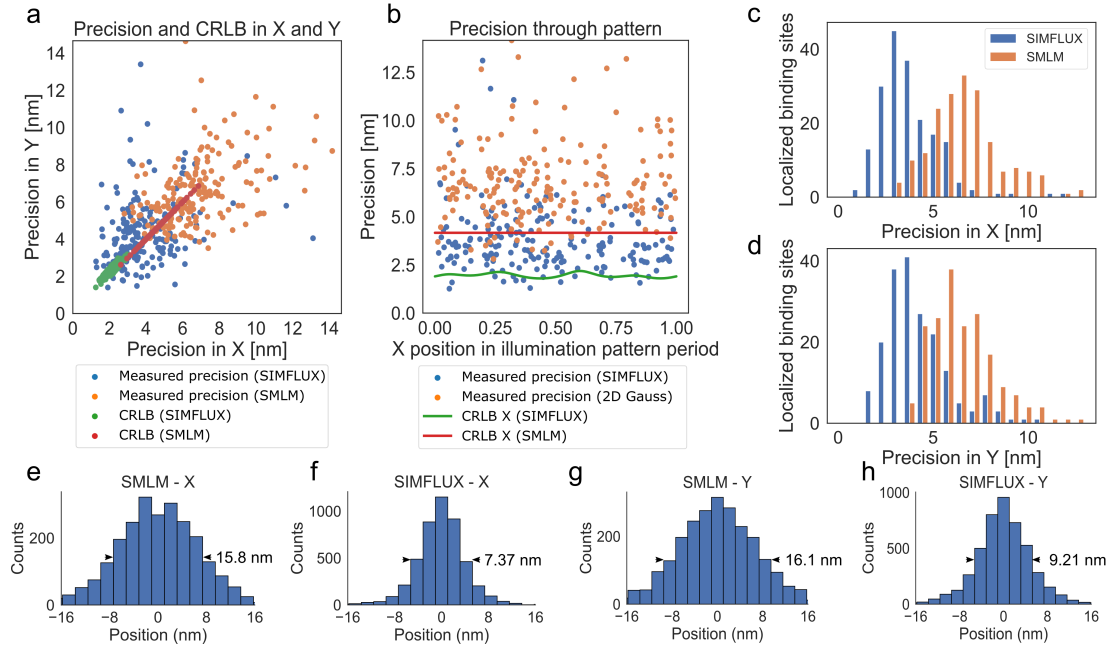 a
Precision and CRLB in X and Y
14
12
10
8
6
4
2
0
Precision in Y [nm]
0 2 4 6 8 10 12 14
Precision in X [nm]
Measured precision (SIMFLUX)
Measured precision (SMLM)
CRLB (SIMFLUX)
CRLB (SMLM)
b
Precision through pattern
12.5
10.0
7.5
5.0
2.5
0.0
Precision [nm]
0.00 0.25 0.50 0.75 1.00
X position in illumination pattern period
Measured precision (SIMFLUX)
Measured precision (2D Gauss)
CRLB X (SIMFLUX)
CRLB X (SMLM)
c
SIMFLUX
SMLM
40
20
0
Localized binding sites
0 5 10
Precision in X [nm]
d
40
20
0
Localized binding sites
0 5 10
Precision in Y [nm]
e
SMLM - X
200
0
Counts
15.8 nm
−16 −8 0 8 16
Position (nm)
f
SIMFLUX - X
1000
500
0
Counts
7.37 nm
−16 −8 0 8 16
Position (nm)
g
SMLM - Y
200
0
Counts
16.1 nm
−16 −8 0 8 16
Position (nm)
h
SIMFLUX - Y
1000
500
0
Counts
9.21 nm
−16 −8 0 8 16
Position (nm)